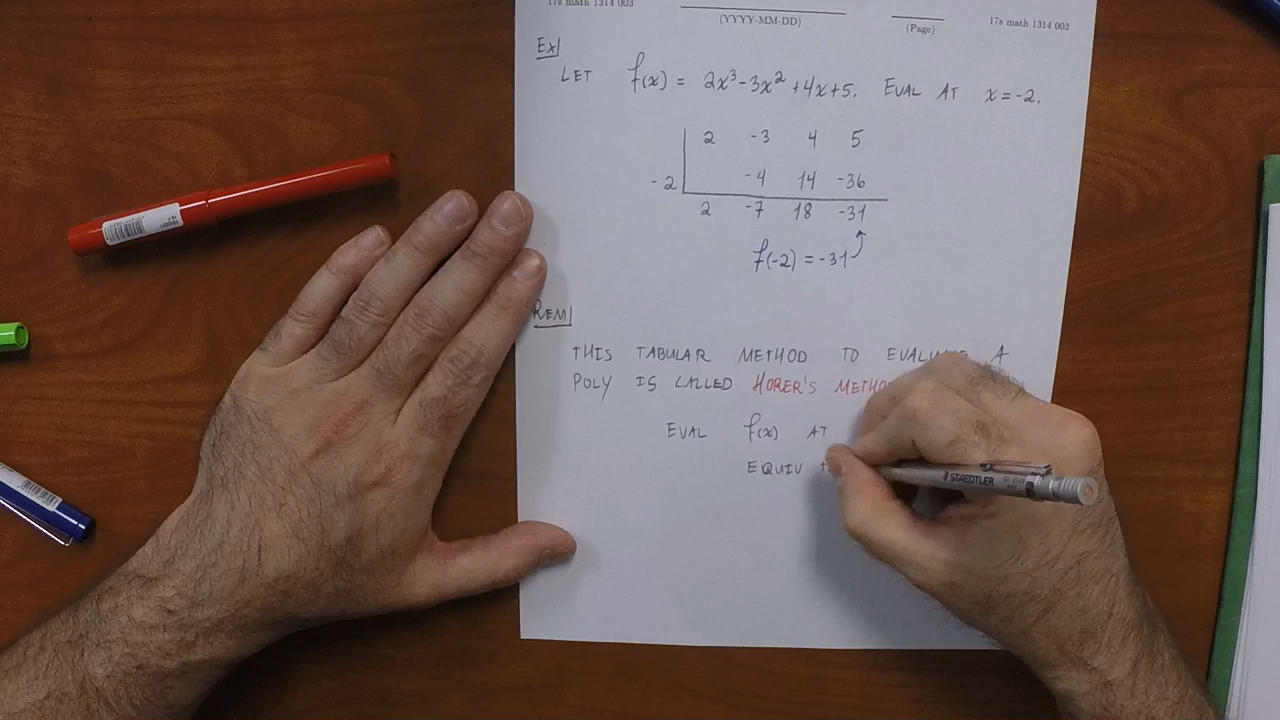 17s math 1314 003
(YYYY-MM-DD)
(Page)
17s math 1314 003
Ex
LET f(x) = 2x³-3x²+4x+5. EVAL AT x=-2.
2 -3 4 5
-2 -4 14 -36
2 -7 18 -31
f(-2) = -31
REM
THIS TABULAR METHOD TO EVALUATE A
POLY IS CALLED HORER'S
EVAL f(x) AT
EQUIV
STAEDTLER